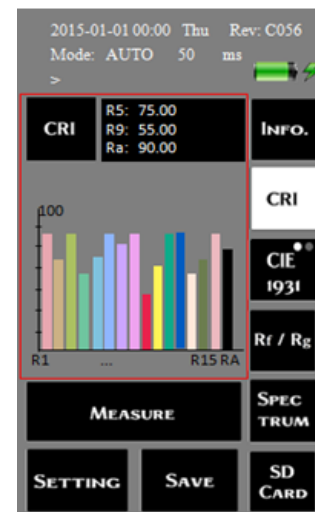 2015-01-01 00:00 Thu Rev: C056
Mode: AUTO 50 ms
>
CRI
R5: 75.00
R9: 55.00
Ra: 90.00
INFO.
CRI
100
CIE
1931
R1 ... R15 RA
Rf / Rg
MEASURE
SPEC
TRUM
SETTING
SAVE
SD
CARD